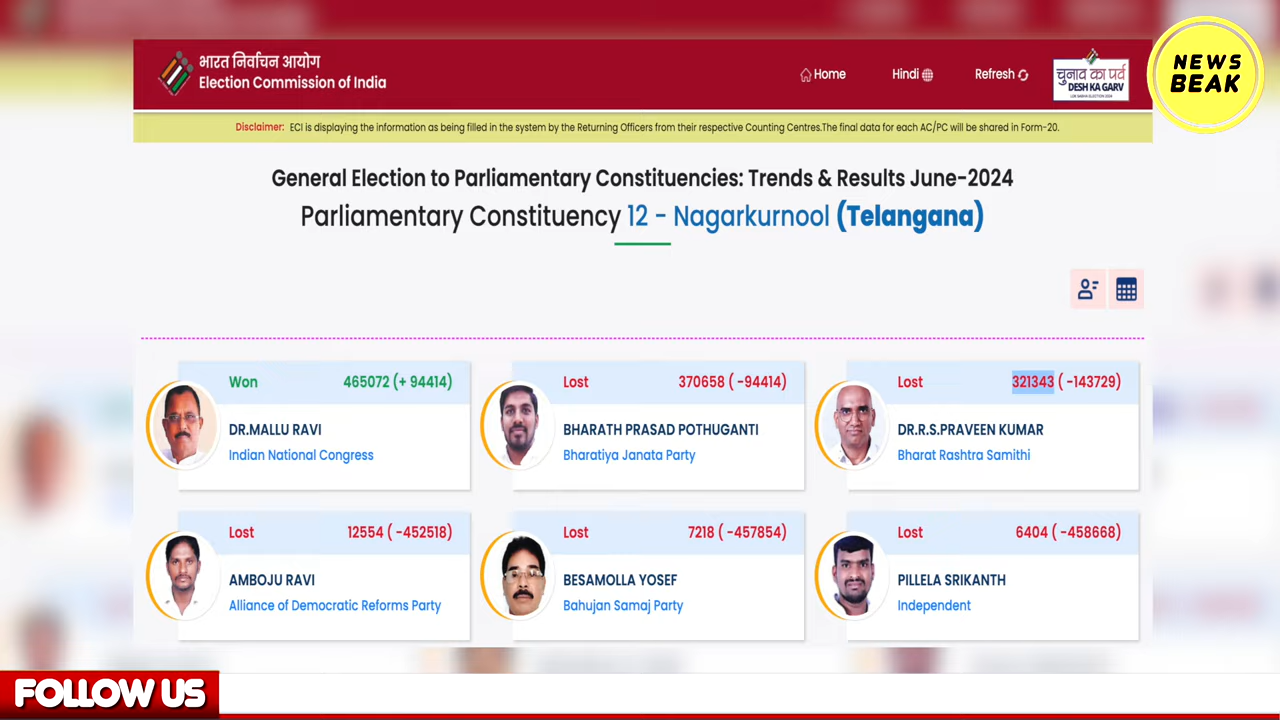 भारत निर्वाचन आयोग
Election Commission of India
Home
Hindi
Refresh
चुनाव का पर्व
DESH KA GARV
LOK SABHA ELECTION 2024
NEWS
BEAK
Disclaimer: ECI is displaying the information as being filled in the system by the Returning Officers from their respective Counting Centres.The final data for each AC/PC will be shared in Form-20.
General Election to Parliamentary Constituencies: Trends & Results June-2024
Parliamentary Constituency 12 - Nagarkurnool (Telangana)
Won 465072 (+ 94414)
DR.MALLU RAVI
Indian National Congress
Lost 370658 ( -94414)
BHARATH PRASAD POTHUGANTI
Bharatiya Janata Party
Lost 321343 ( -143729)
DR.R.S.PRAVEEN KUMAR
Bharat Rashtra Samithi
Lost 12554 ( -452518)
AMBOJU RAVI
Alliance of Democratic Reforms Party
Lost 7218 ( -457854)
BESAMOLLA YOSEF
Bahujan Samaj Party
Lost 6404 ( -458668)
PILLELA SRIKANTH
Independent
FOLLOW US